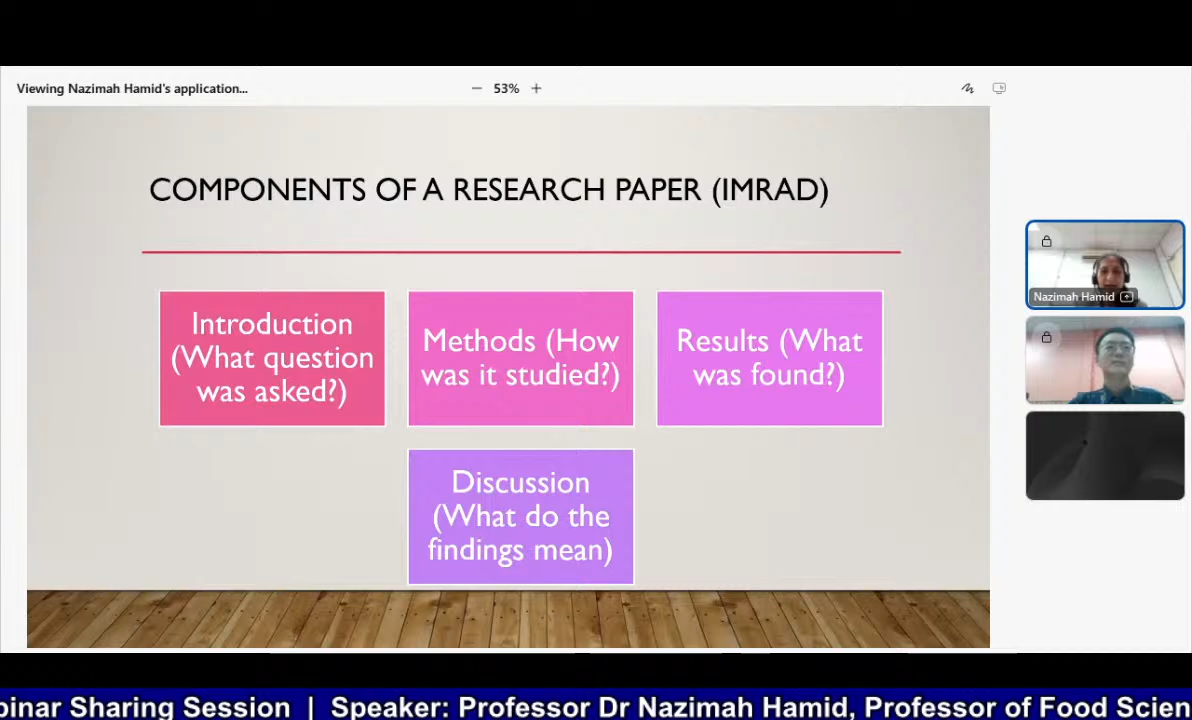 Viewing Nazimah Hamid's application...
53%
COMPONENTS OF A RESEARCH PAPER (IMRAD)
Introduction
(What question
was asked?)
Methods (How
was it studied?)
Results (What
was found?)
Discussion
(What do the
findings mean)
Nazimah Hamid
binar Sharing Session | Speaker: Professor Dr Nazimah Hamid, Professor of Food Scien